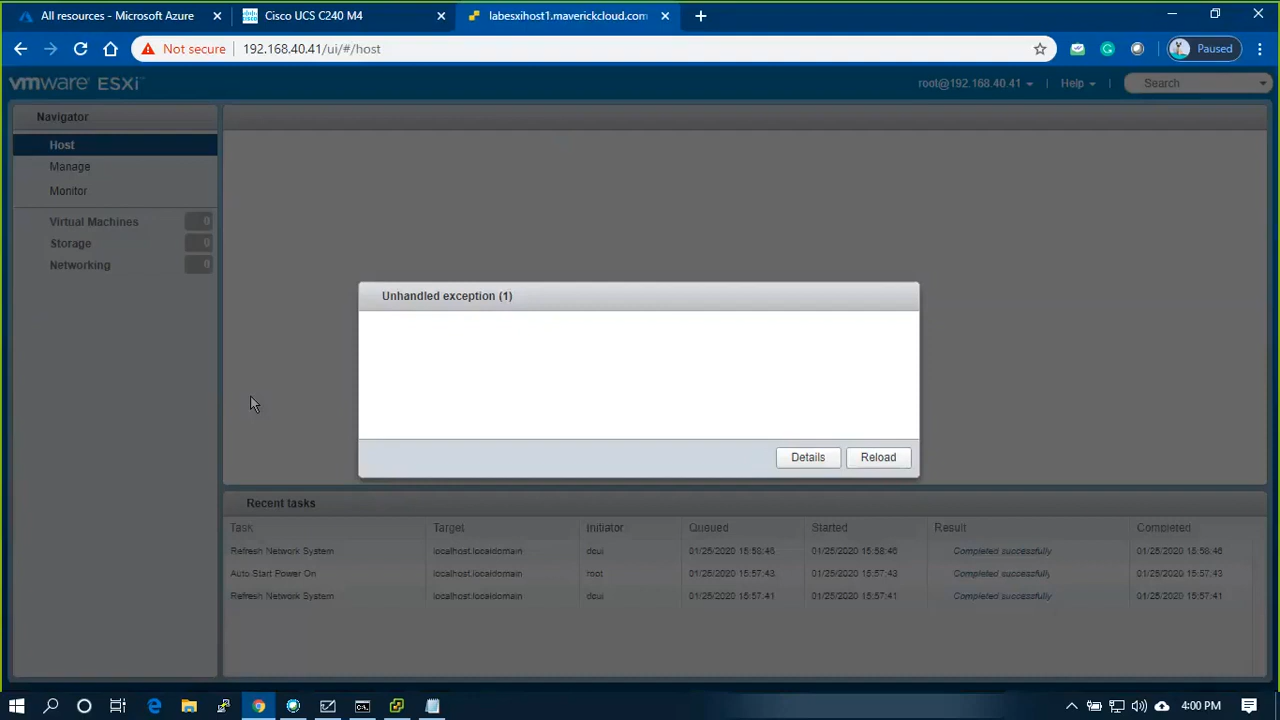 All resources - Microsoft Azure
Cisco UCS C240 M4
labesxihost1.maverickcloud.com
Not secure
192.168.40.41/ui/#/host
Paused
vmware ESXi™
root@192.168.40.41
Help
Search
Navigator
Host
Manage
Monitor
Virtual Machines 0
Storage 0
Networking 0
Unhandled exception (1)
Details
Reload
Recent tasks
Task Target Initiator Queued Started Result Completed
Refresh Network System localhost.localdomain dcui 01/25/2020 15:58:46 01/25/2020 15:58:46 Completed successfully 01/25/2020 15:58:46
Auto Start Power On localhost.localdomain root 01/25/2020 15:57:43 01/25/2020 15:57:43 Completed successfully 01/25/2020 15:57:43
Refresh Network System localhost.localdomain dcui 01/25/2020 15:57:41 01/25/2020 15:57:41 Completed successfully 01/25/2020 15:57:41
4:00 PM